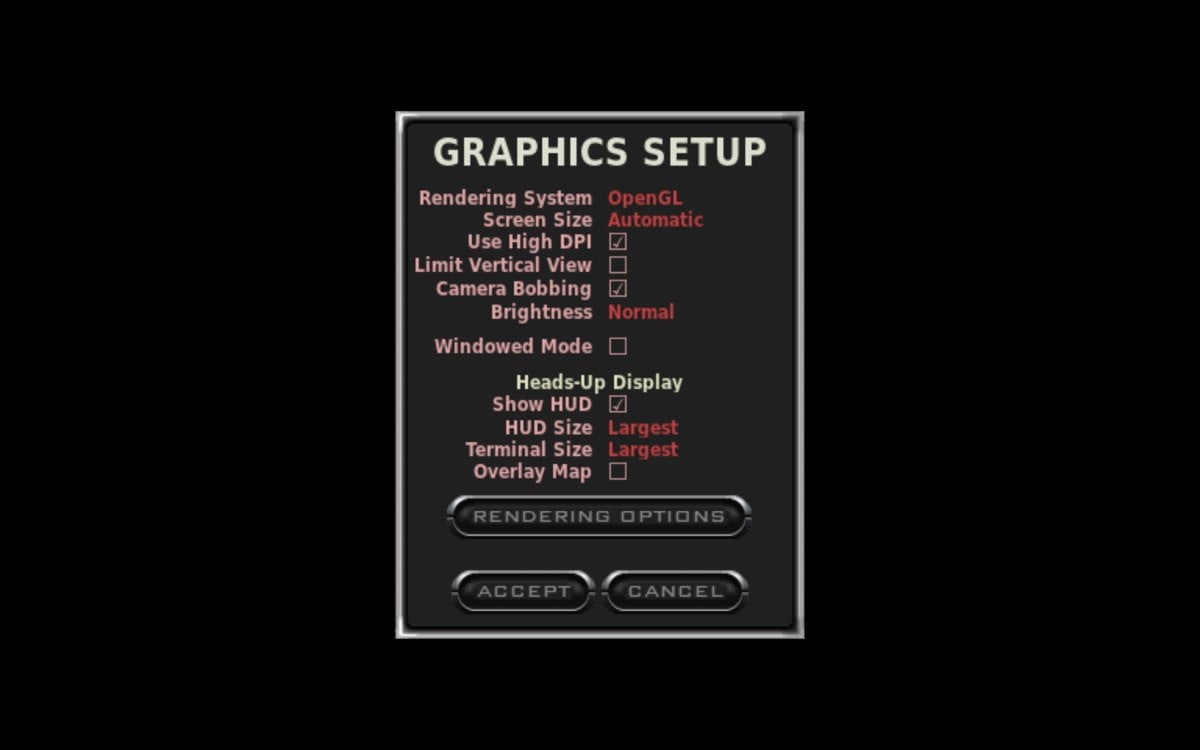 GRAPHICS SETUP
Rendering System OpenGL
Screen Size Automatic
Use High DPI ☑
Limit Vertical View ☐
Camera Bobbing ☑
Brightness Normal
Windowed Mode ☐
Heads-Up Display
Show HUD ☑
HUD Size Largest
Terminal Size Largest
Overlay Map ☐
RENDERING OPTIONS
ACCEPT CANCEL